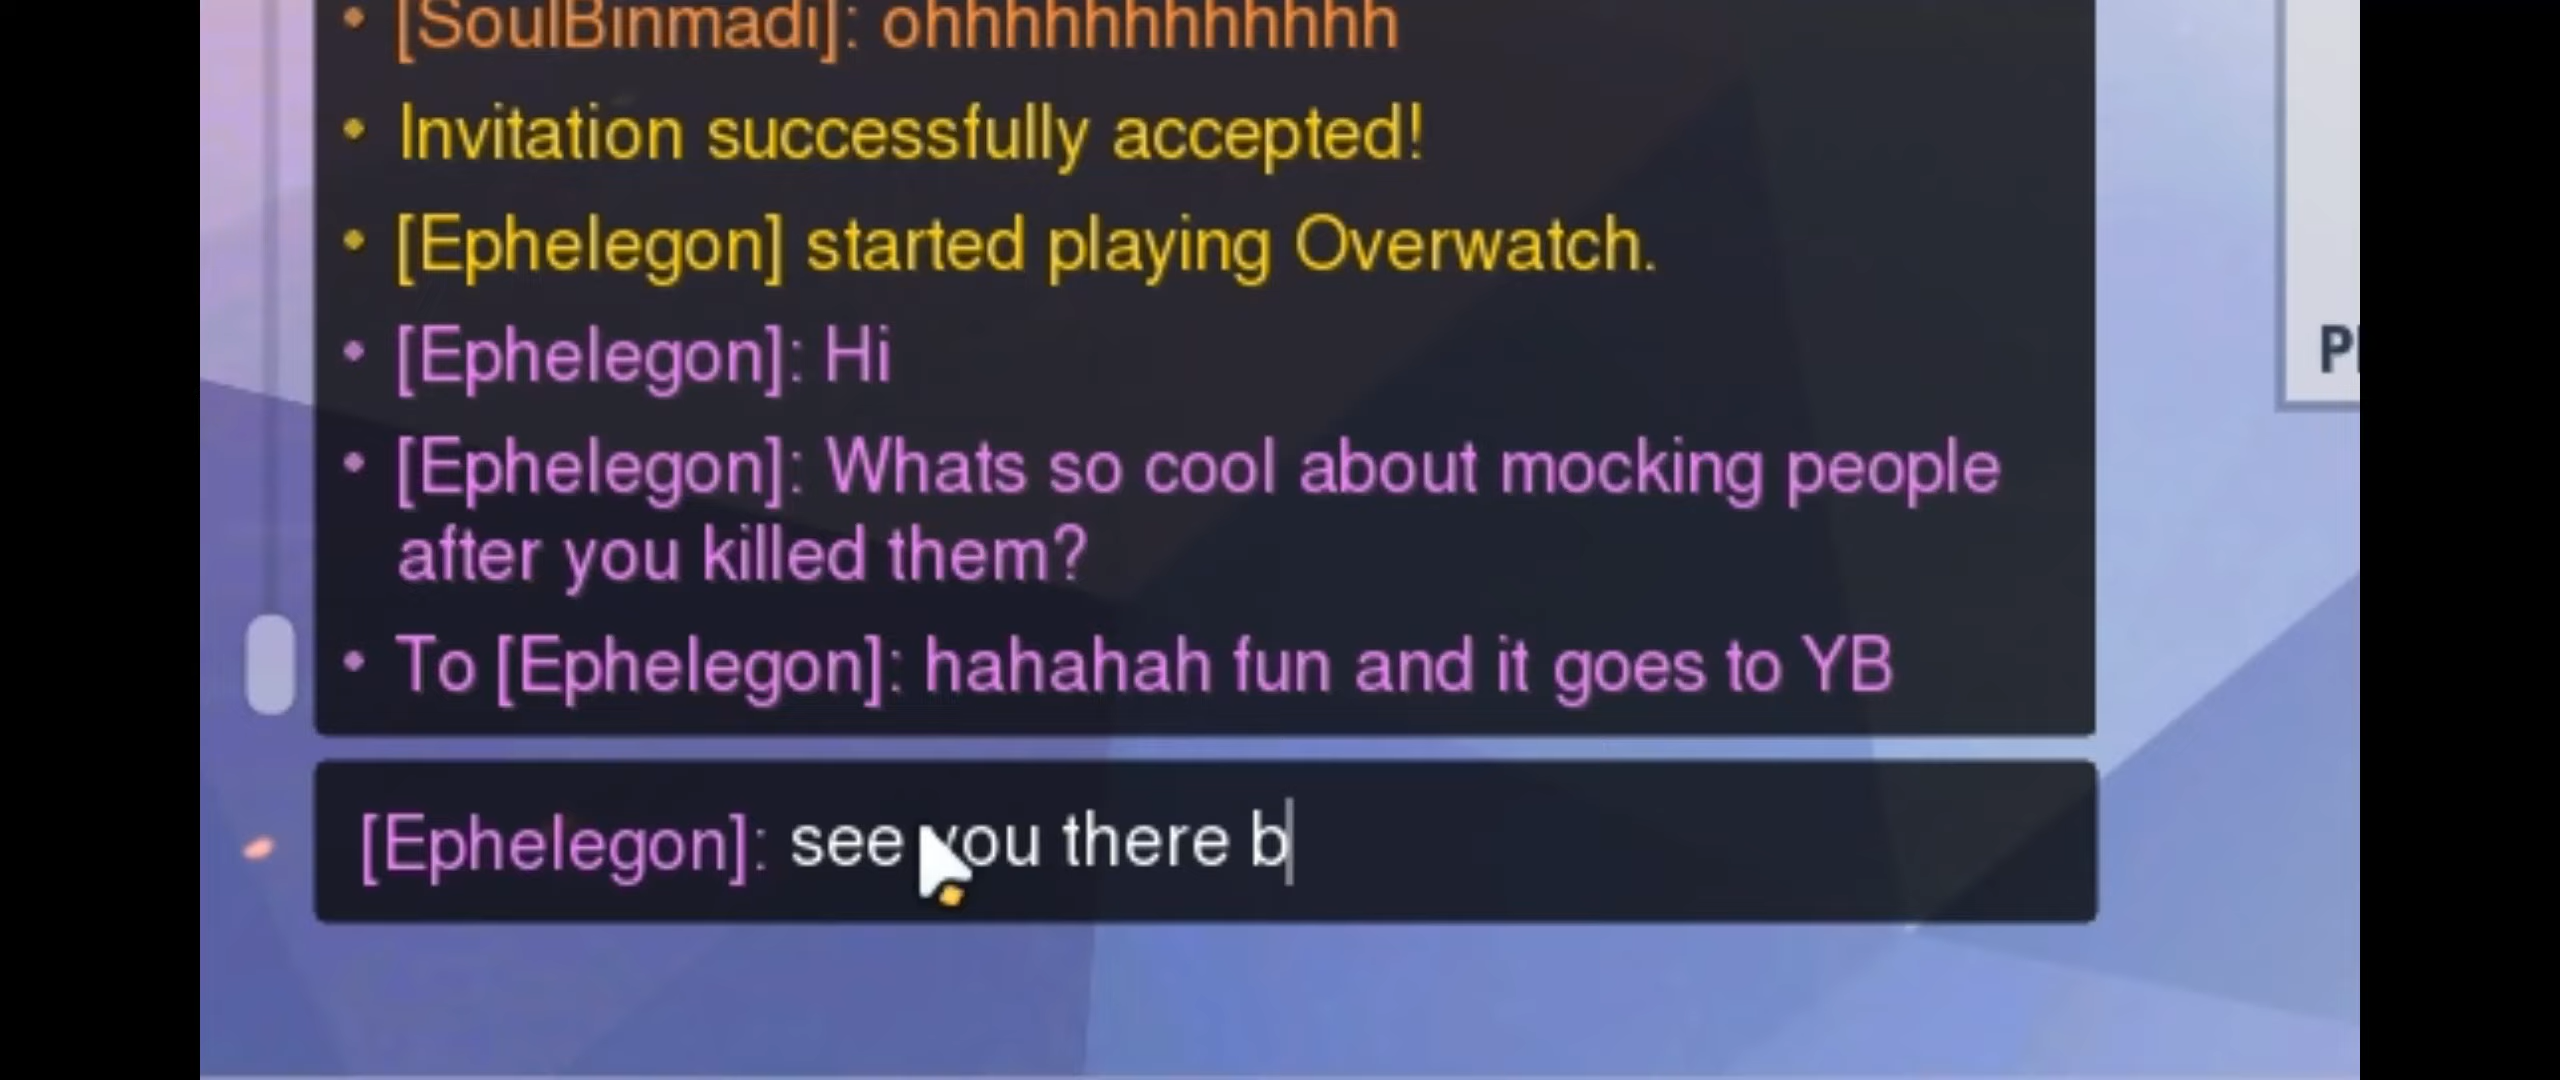 • [SoulBinmadi]: ohhhhhhhhhhhhh
• Invitation successfully accepted!
• [Ephelegon] started playing Overwatch.
• [Ephelegon]: Hi
• [Ephelegon]: Whats so cool about mocking people
after you killed them?
• To [Ephelegon]: hahahah fun and it goes to YB
[Ephelegon]: see you there b